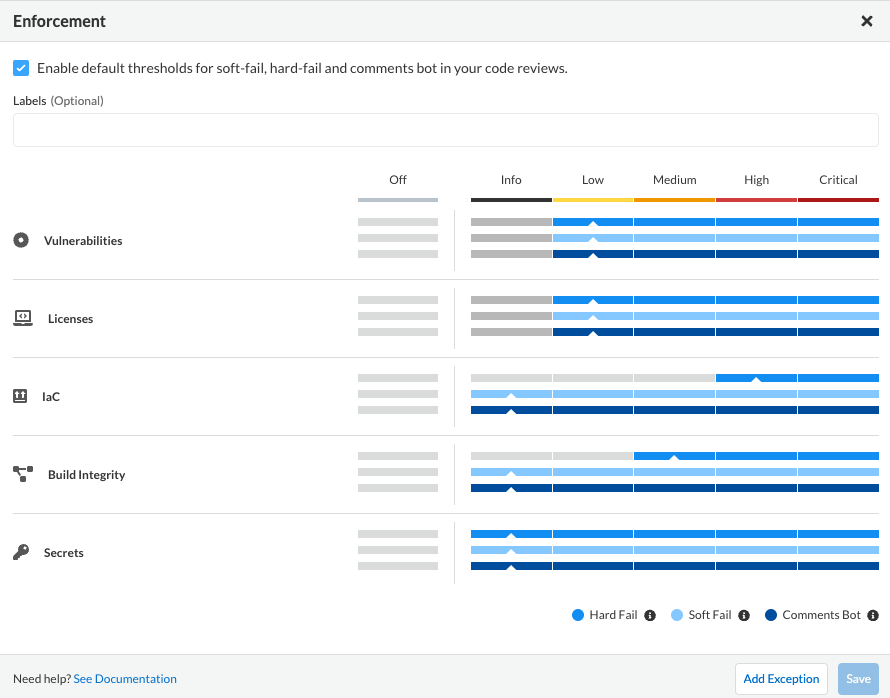 Enforcement
Enable default thresholds for soft-fail, hard-fail and comments bot in your code reviews.
Labels (Optional)
Off Info Low Medium High Critical
Vulnerabilities
Licenses
IaC
Build Integrity
Secrets
Hard Fail Soft Fail Comments Bot
Need help? See Documentation Add Exception Save